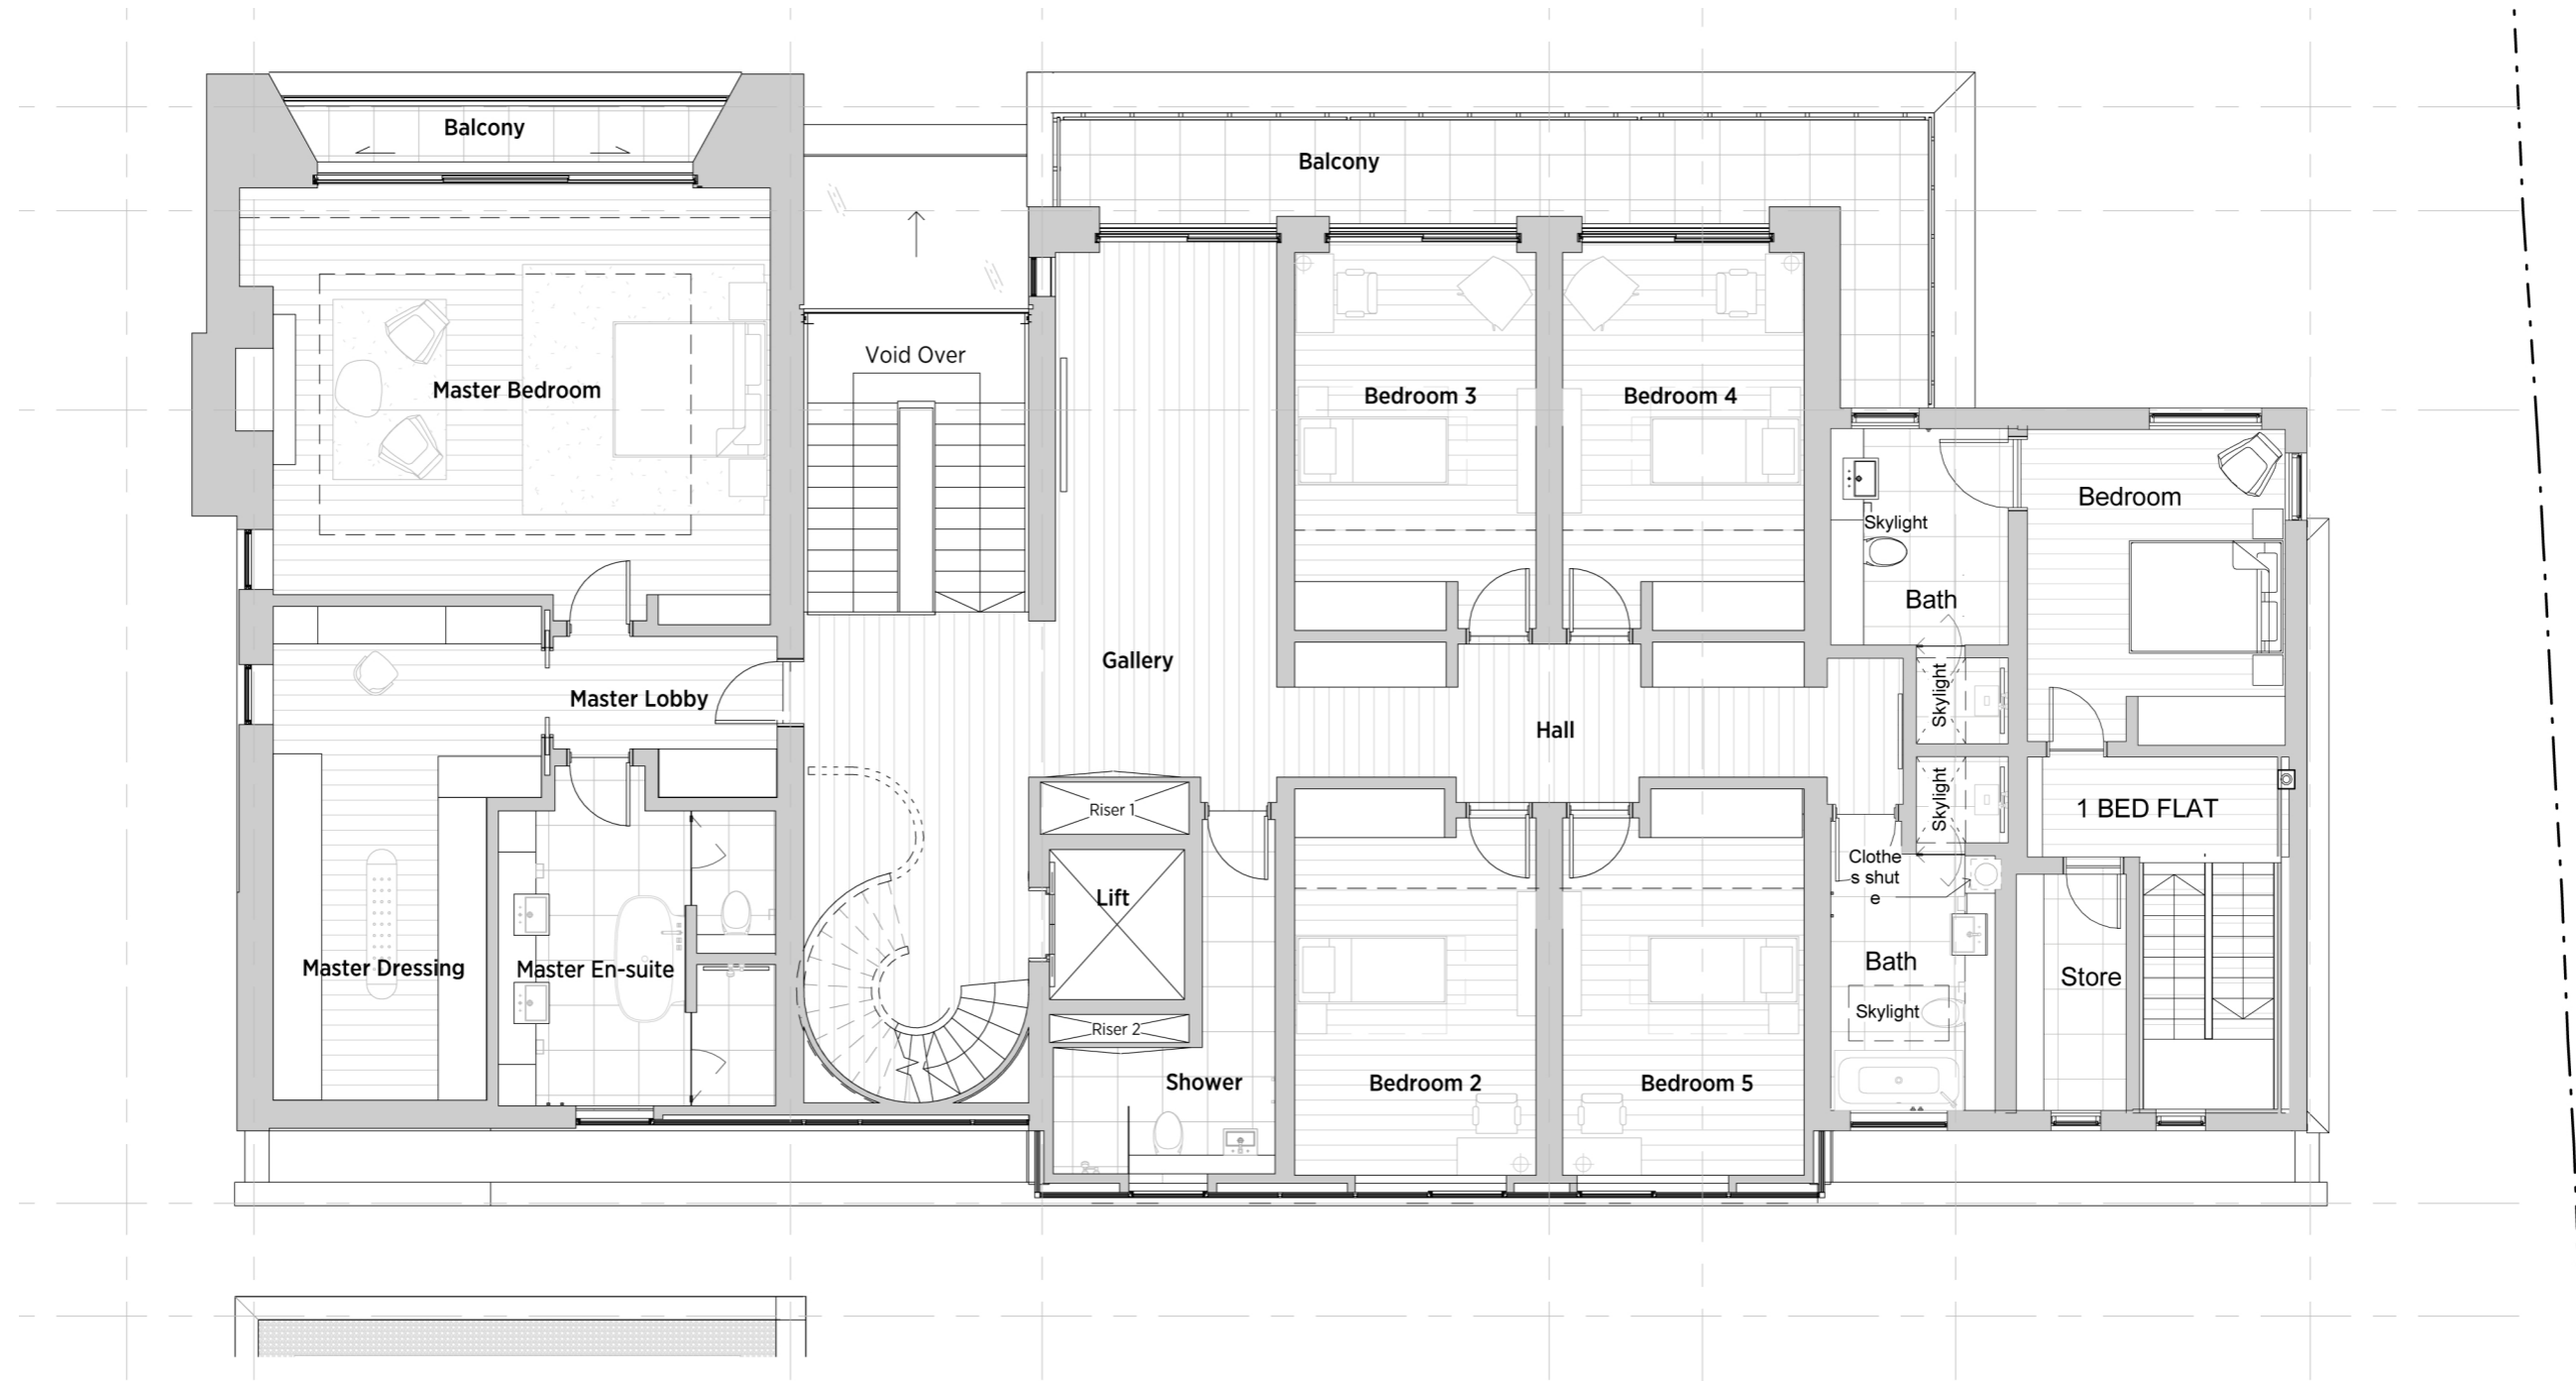 Balcony
Balcony
Void Over
Master Bedroom
Bedroom 3
Bedroom 4
Bedroom
Skylight
Bath
Gallery
Master Lobby
Skylight
Hall
Riser 1
Skylight
1 BED FLAT
Clothe
s shut
e
Lift
Master Dressing
Master En-suite
Bath
Store
Skylight
Riser 2
Shower
Bedroom 2
Bedroom 5